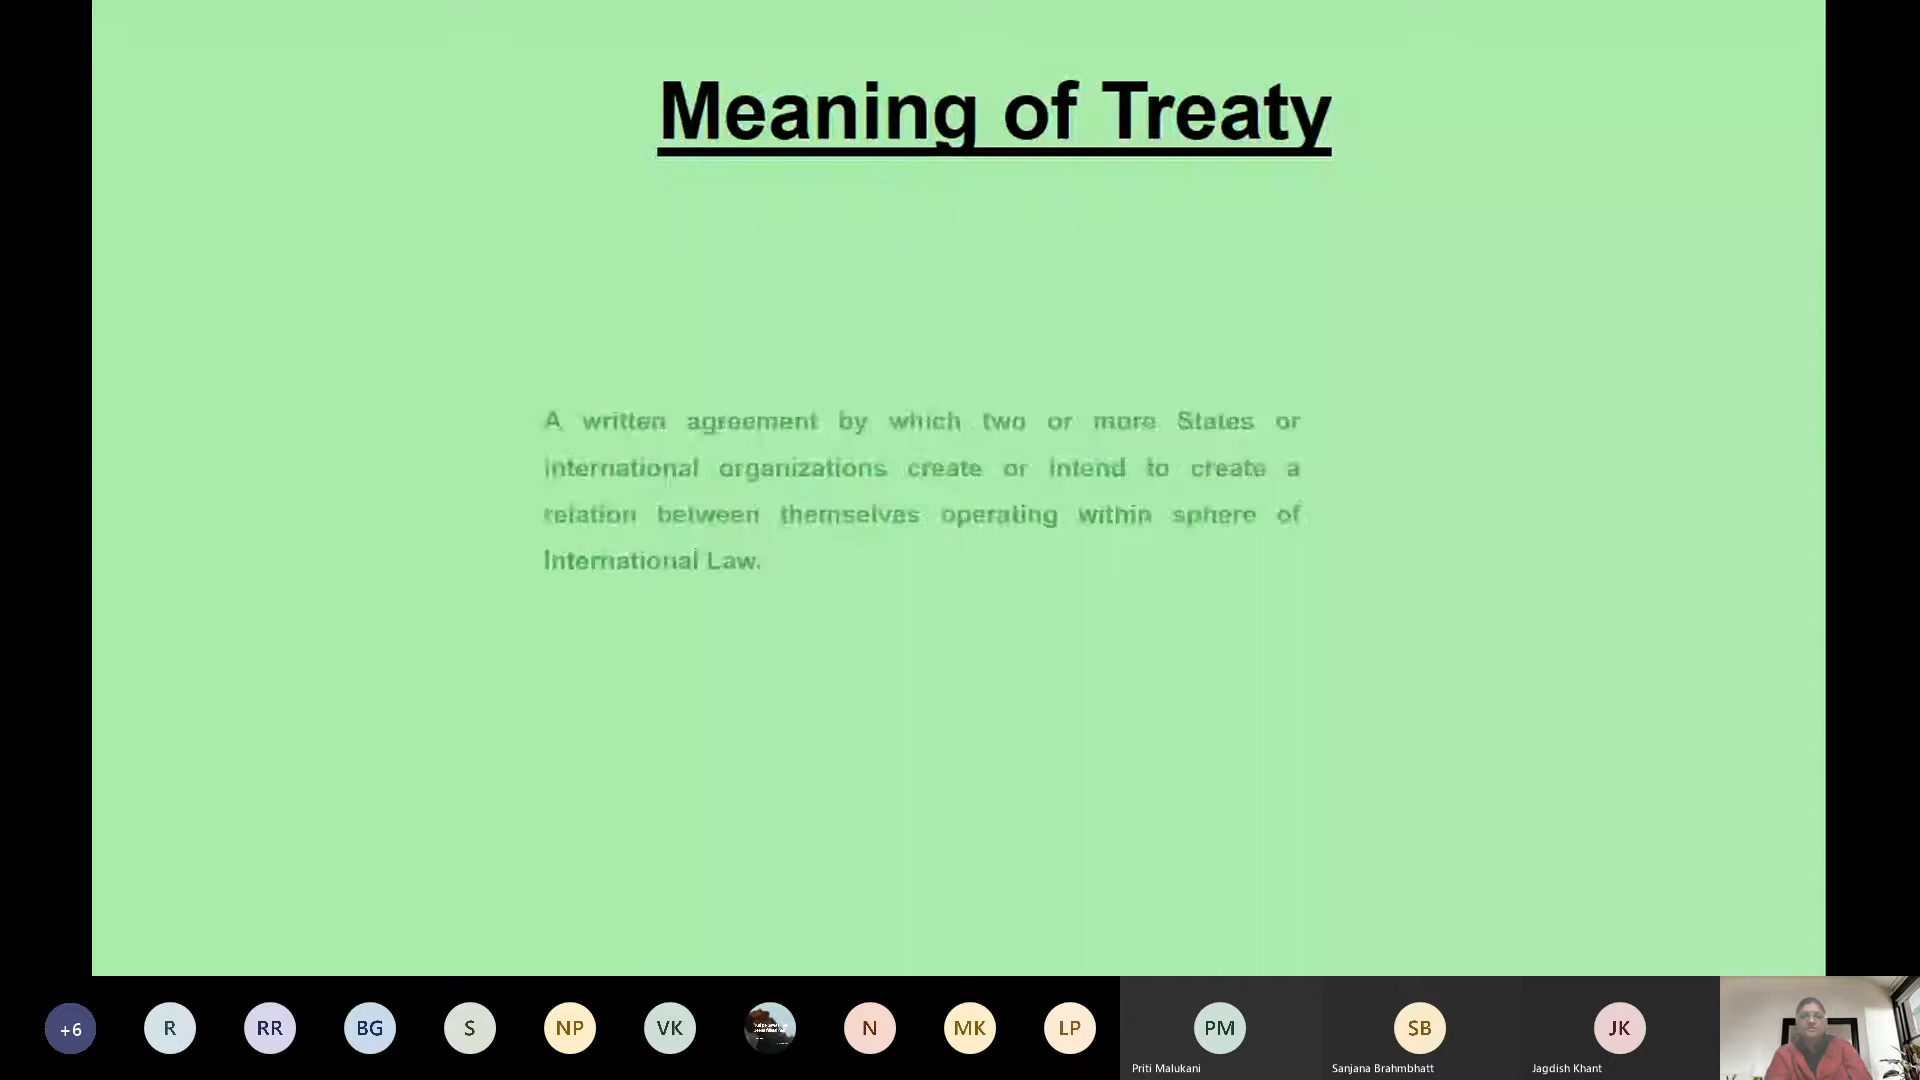 Meaning of Treaty
A written agreement by which two or more States or
international organizations create or intend to create a
relation between themselves operating within sphere of
International Law.
+6
R
RR
BG
S
NP
VK
N
MK
LP
PM
SB
JK
Priti Malukani
Sanjana Brahmbhatt
Jagdish Khant